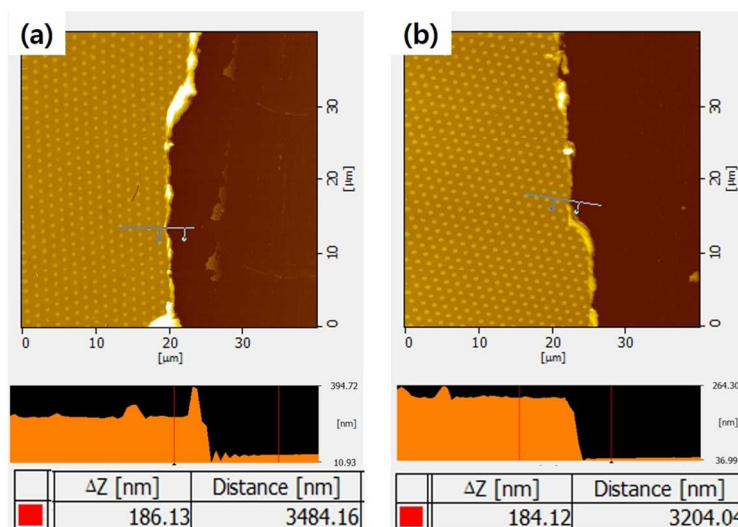 (a)
30
20
10
0
[µm]
0 10 20 30
[µm]
394.72
[nm]
10.93
ΔZ [nm] Distance [nm]
186.13 3484.16
(b)
30
20
10
0
[µm]
0 10 20 30
[µm]
264.30
[nm]
36.99
ΔZ [nm] Distance [nm]
184.12 3204.04